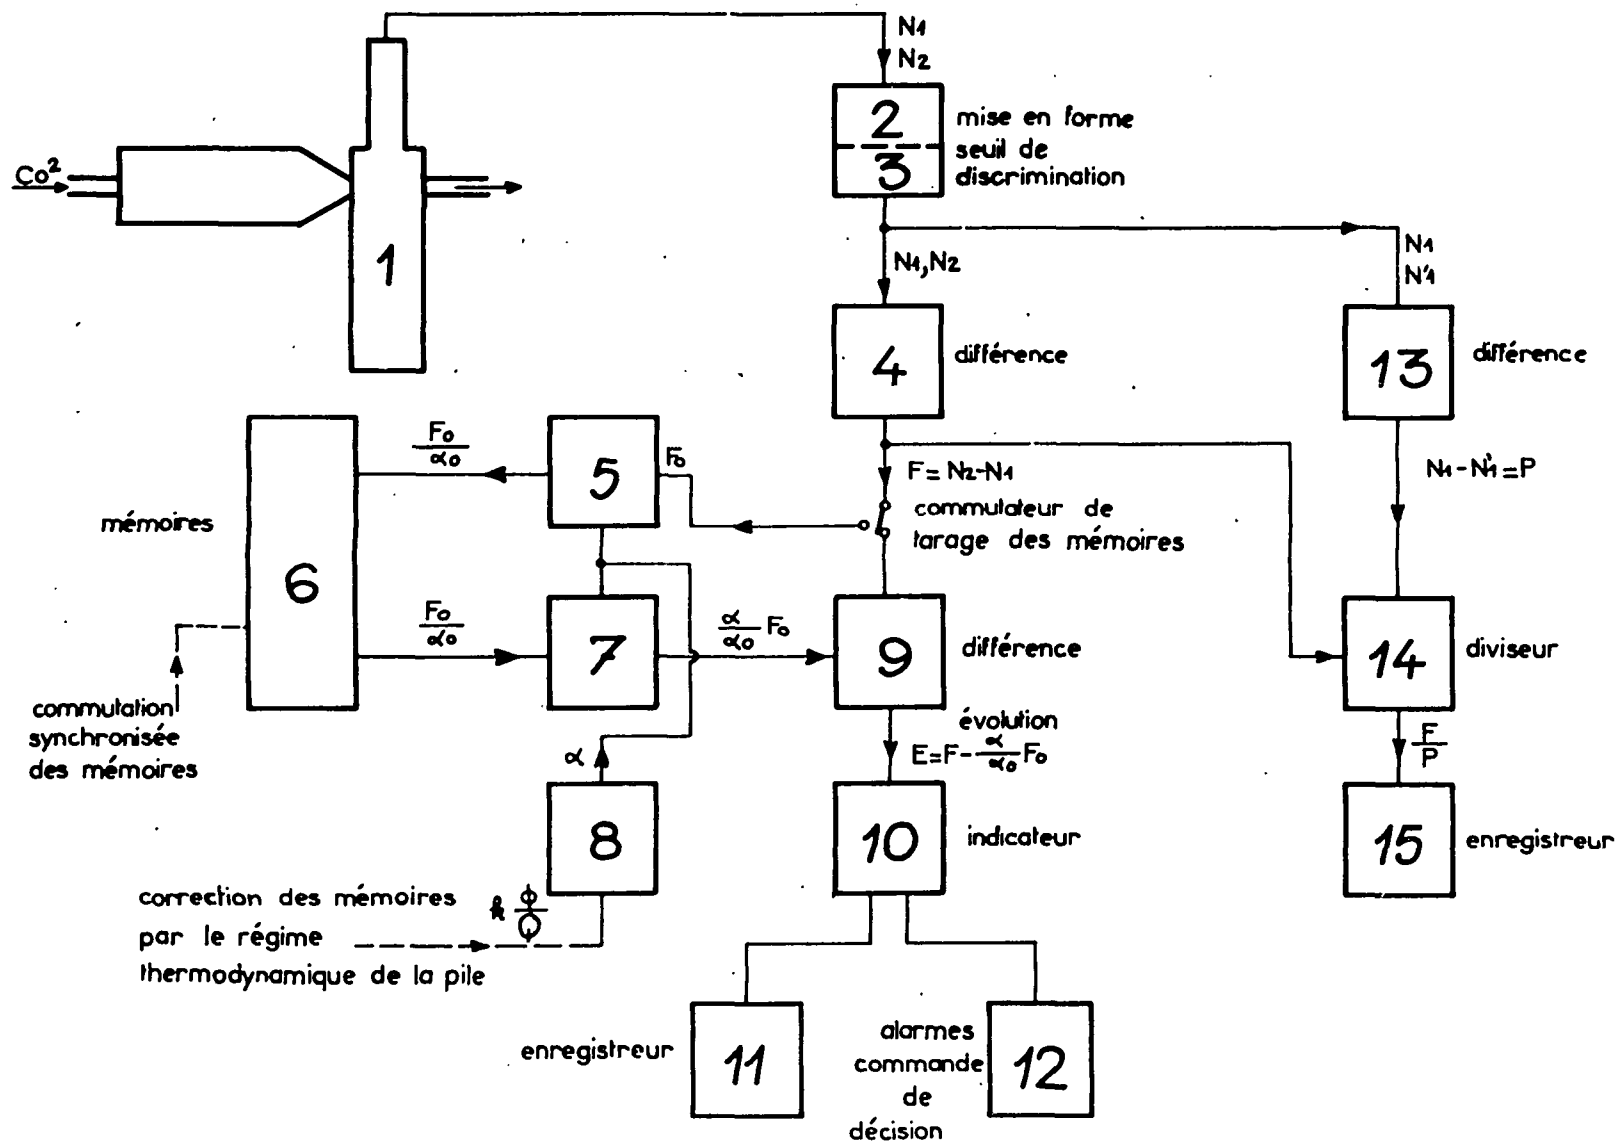 N1
N2
2
3
mise en forme
seuil de
discrimination
Co²
1
N1,N2
N1
N'1
4
différence
13
différence
F0/α0
5
F0
F=N2-N1
N1-N'1=P
commutateur de
tarage des mémoires
mémoires
6
F0/α0
7
α/α0 F0
9
différence
14
diviseur
commutation
synchronisée
des mémoires
évolution
E=F-α/α0 F0
F/P
α
8
10
indicateur
15
enregistreur
correction des mémoires
par le régime
thermodynamique de la pile
enregistreur
11
alarmes
commande
de
décision
12